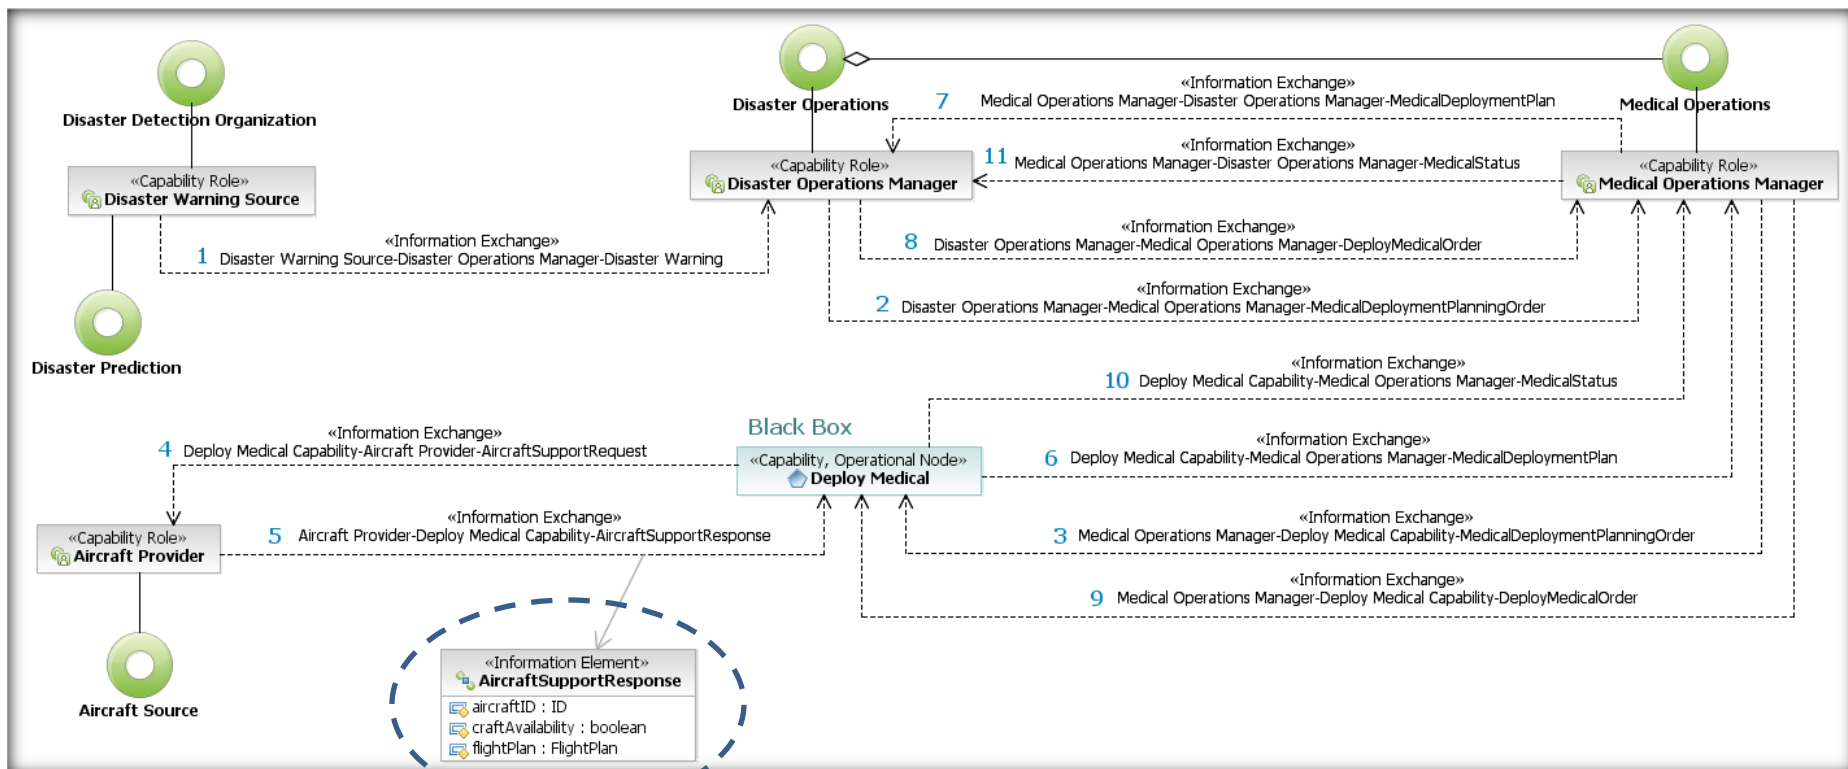 Disaster Detection Organization
«Capability Role»
Disaster Warning Source
Disaster Prediction
«Information Exchange»
1 Disaster Warning Source-Disaster Operations Manager-Disaster Warning
Disaster Operations
Medical Operations
«Information Exchange»
7 Medical Operations Manager-Disaster Operations Manager-MedicalDeploymentPlan
«Information Exchange»
11 Medical Operations Manager-Disaster Operations Manager-MedicalStatus
«Capability Role»
Disaster Operations Manager
«Capability Role»
Medical Operations Manager
«Information Exchange»
8 Disaster Operations Manager-Medical Operations Manager-DeployMedicalOrder
«Information Exchange»
2 Disaster Operations Manager-Medical Operations Manager-MedicalDeploymentPlanningOrder
«Information Exchange»
10 Deploy Medical Capability-Medical Operations Manager-MedicalStatus
Black Box
«Capability, Operational Node»
Deploy Medical
«Information Exchange»
4 Deploy Medical Capability-Aircraft Provider-AircraftSupportRequest
«Information Exchange»
6 Deploy Medical Capability-Medical Operations Manager-MedicalDeploymentPlan
«Capability Role»
Aircraft Provider
«Information Exchange»
5 Aircraft Provider-Deploy Medical Capability-AircraftSupportResponse
«Information Exchange»
3 Medical Operations Manager-Deploy Medical Capability-MedicalDeploymentPlanningOrder
«Information Exchange»
9 Medical Operations Manager-Deploy Medical Capability-DeployMedicalOrder
Aircraft Source
«Information Element»
AircraftSupportResponse
aircraftID : ID
craftAvailability : boolean
flightPlan : FlightPlan